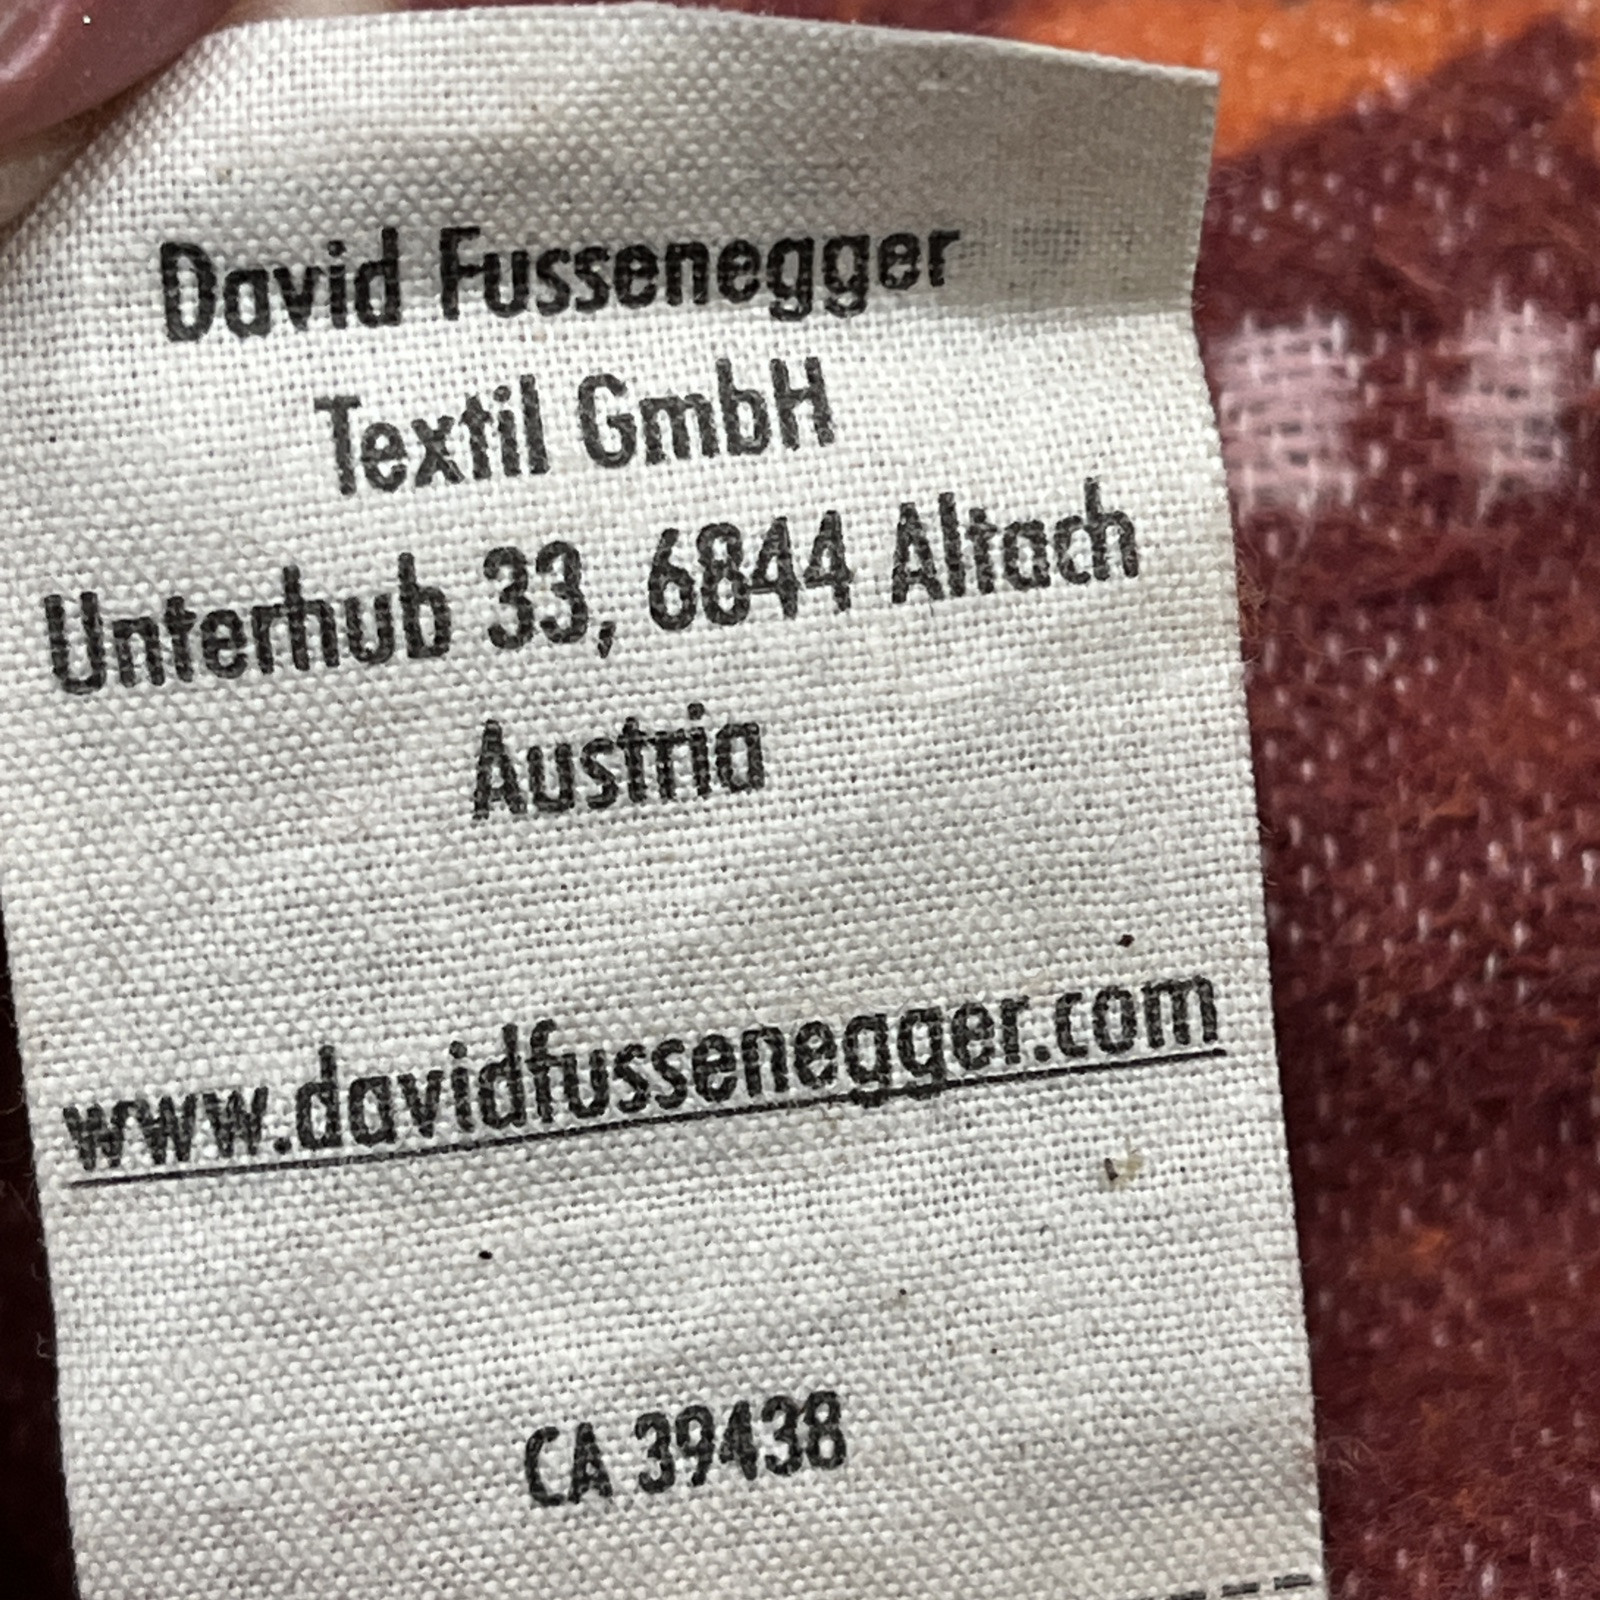 David Fussenegger
Textil GmbH
Unterhub 33, 6844 Altach
Austria
www.davidfussenegger.com
CA 39438